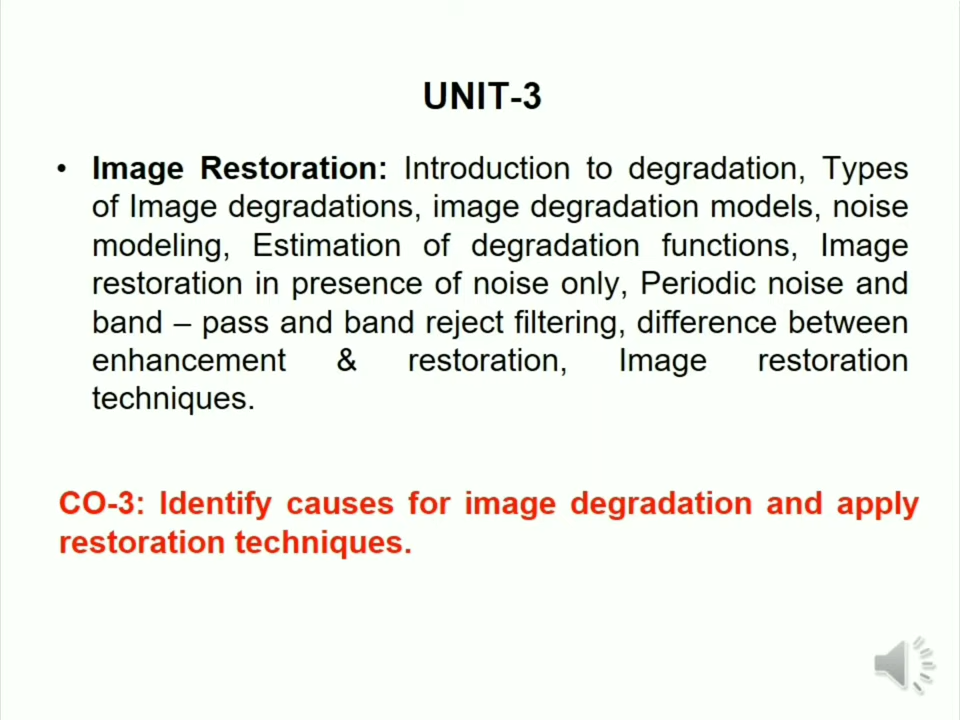 UNIT-3
• Image Restoration: Introduction to degradation, Types
of Image degradations, image degradation models, noise
modeling, Estimation of degradation functions, Image
restoration in presence of noise only, Periodic noise and
band – pass and band reject filtering, difference between
enhancement & restoration, Image restoration
techniques.
CO-3: Identify causes for image degradation and apply
restoration techniques.